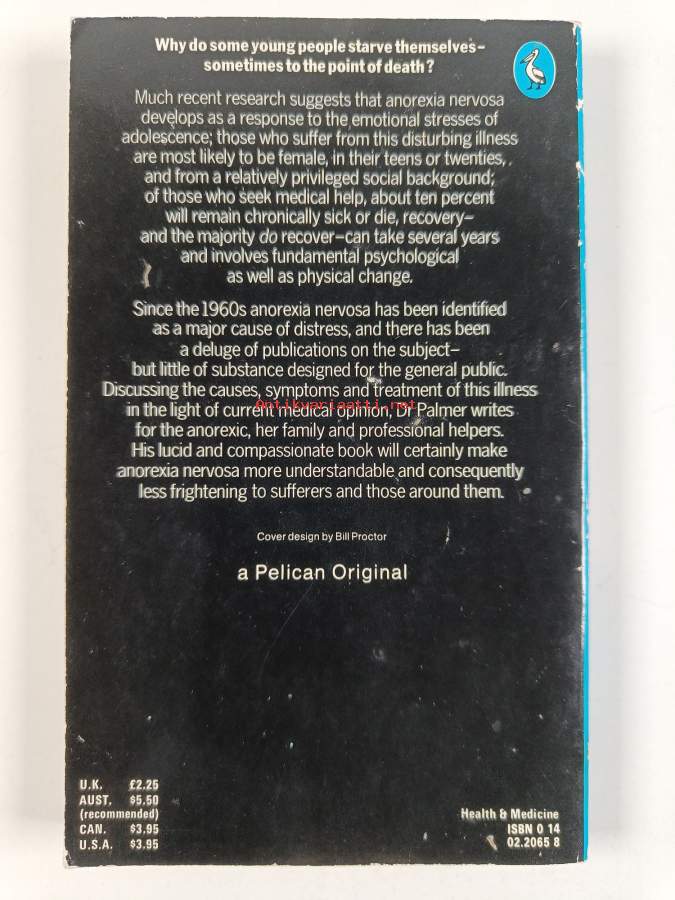 Why do some young people starve themselves–
sometimes to the point of death?
Much recent research suggests that anorexia nervosa
develops as a response to the emotional stresses of
adolescence; those who suffer from this disturbing illness
are most likely to be female, in their teens or twenties,
and from a relatively privileged social background;
of those who seek medical help, about ten percent
will remain chronically sick or die, recovery–
and the majority do recover–can take several years
and involves fundamental psychological
as well as physical change.
Since the 1960s anorexia nervosa has been identified
as a major cause of distress, and there has been
a deluge of publications on the subject–
but little of substance designed for the general public.
Discussing the causes, symptoms and treatment of this illness
Antikvariaatti.net
in the light of current medical opinion, Dr Palmer writes
for the anorexic, her family and professional helpers.
His lucid and compassionate book will certainly make
anorexia nervosa more understandable and consequently
less frightening to sufferers and those around them.
Cover design by Bill Proctor
a Pelican Original
U.K. £2.25
AUST. $5.50
(recommended)
CAN. $3.95
U.S.A. $3.95
Health & Medicine
ISBN 0 14
02.2065 8